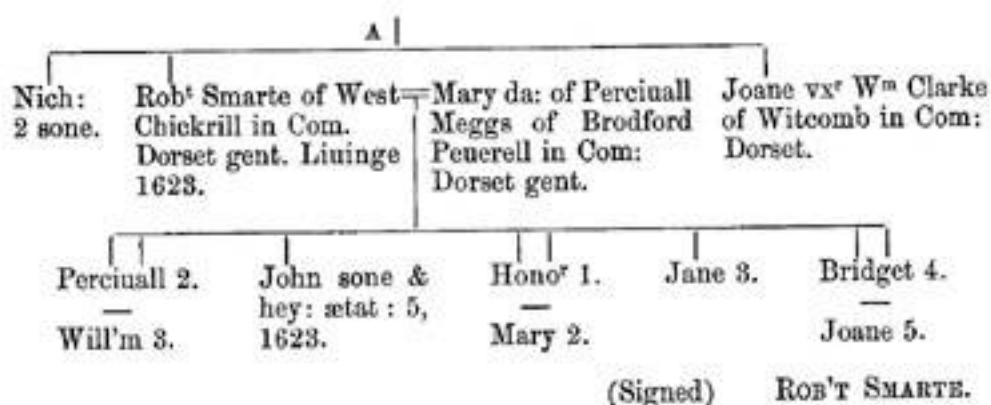 A
Nich:
2 sone.
Robᵗ Smarte of West
Chickrill in Com.
Dorset gent. Liuinge
1623.
Mary da: of Perciuall
Meggs of Brodford
Peuerell in Com:
Dorset gent.
Joane vxʳ Wᵐ Clarke
of Witcomb in Com:
Dorset.
Perciuall 2.
Will'm 3.
John sone &
hey: ætat: 5,
1623.
Honoʳ 1.
Mary 2.
Jane 3.
Bridget 4.
Joane 5.
(Signed) ROB'T SMARTE.